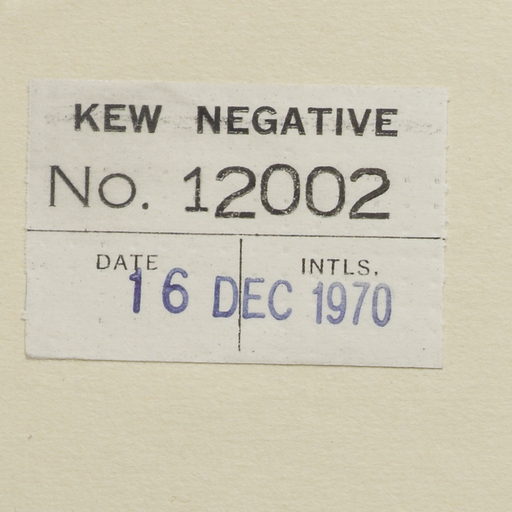 KEW NEGATIVE
No. 12002
DATE INTLS.
16 DEC 1970